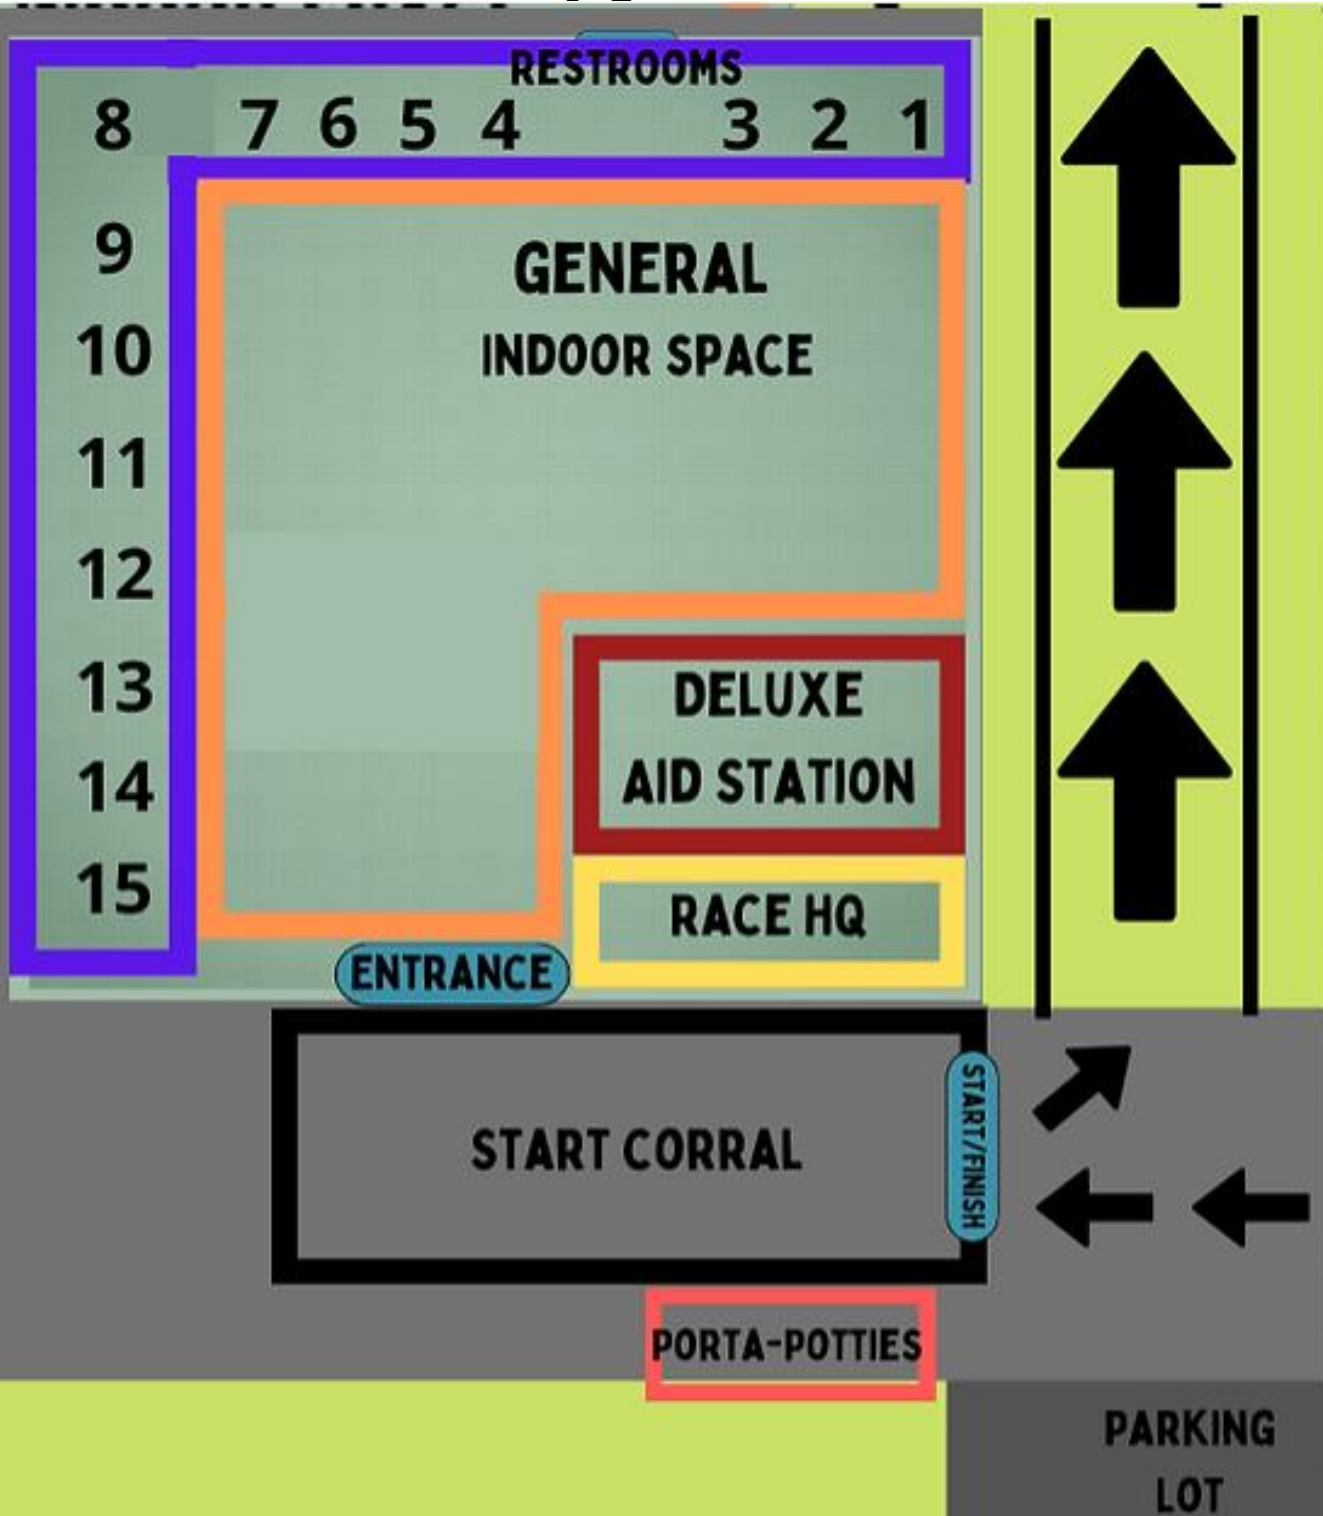 RESTROOMS
8 7 6 5 4 3 2 1
9
GENERAL
INDOOR SPACE
10
11
12
13
DELUXE
AID STATION
14
15
RACE HQ
ENTRANCE
START CORRAL
START/FINISH
PORTA-POTTIES
PARKING
LOT